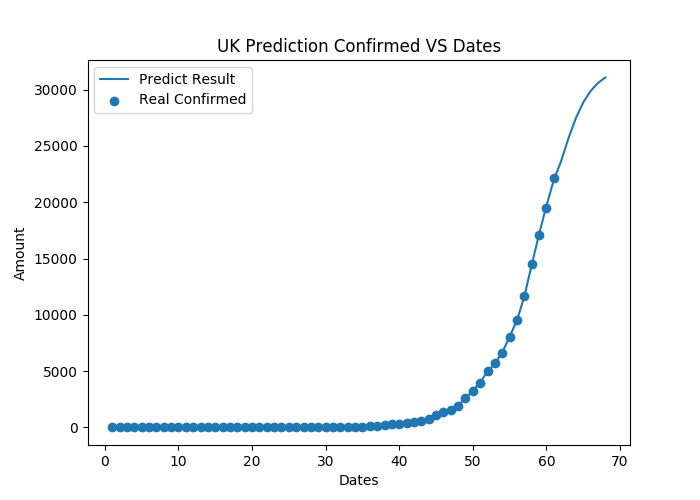 UK Prediction Confirmed VS Dates
Predict Result
Real Confirmed
30000
25000
20000
15000
10000
5000
0
Amount
0 10 20 30 40 50 60 70
Dates